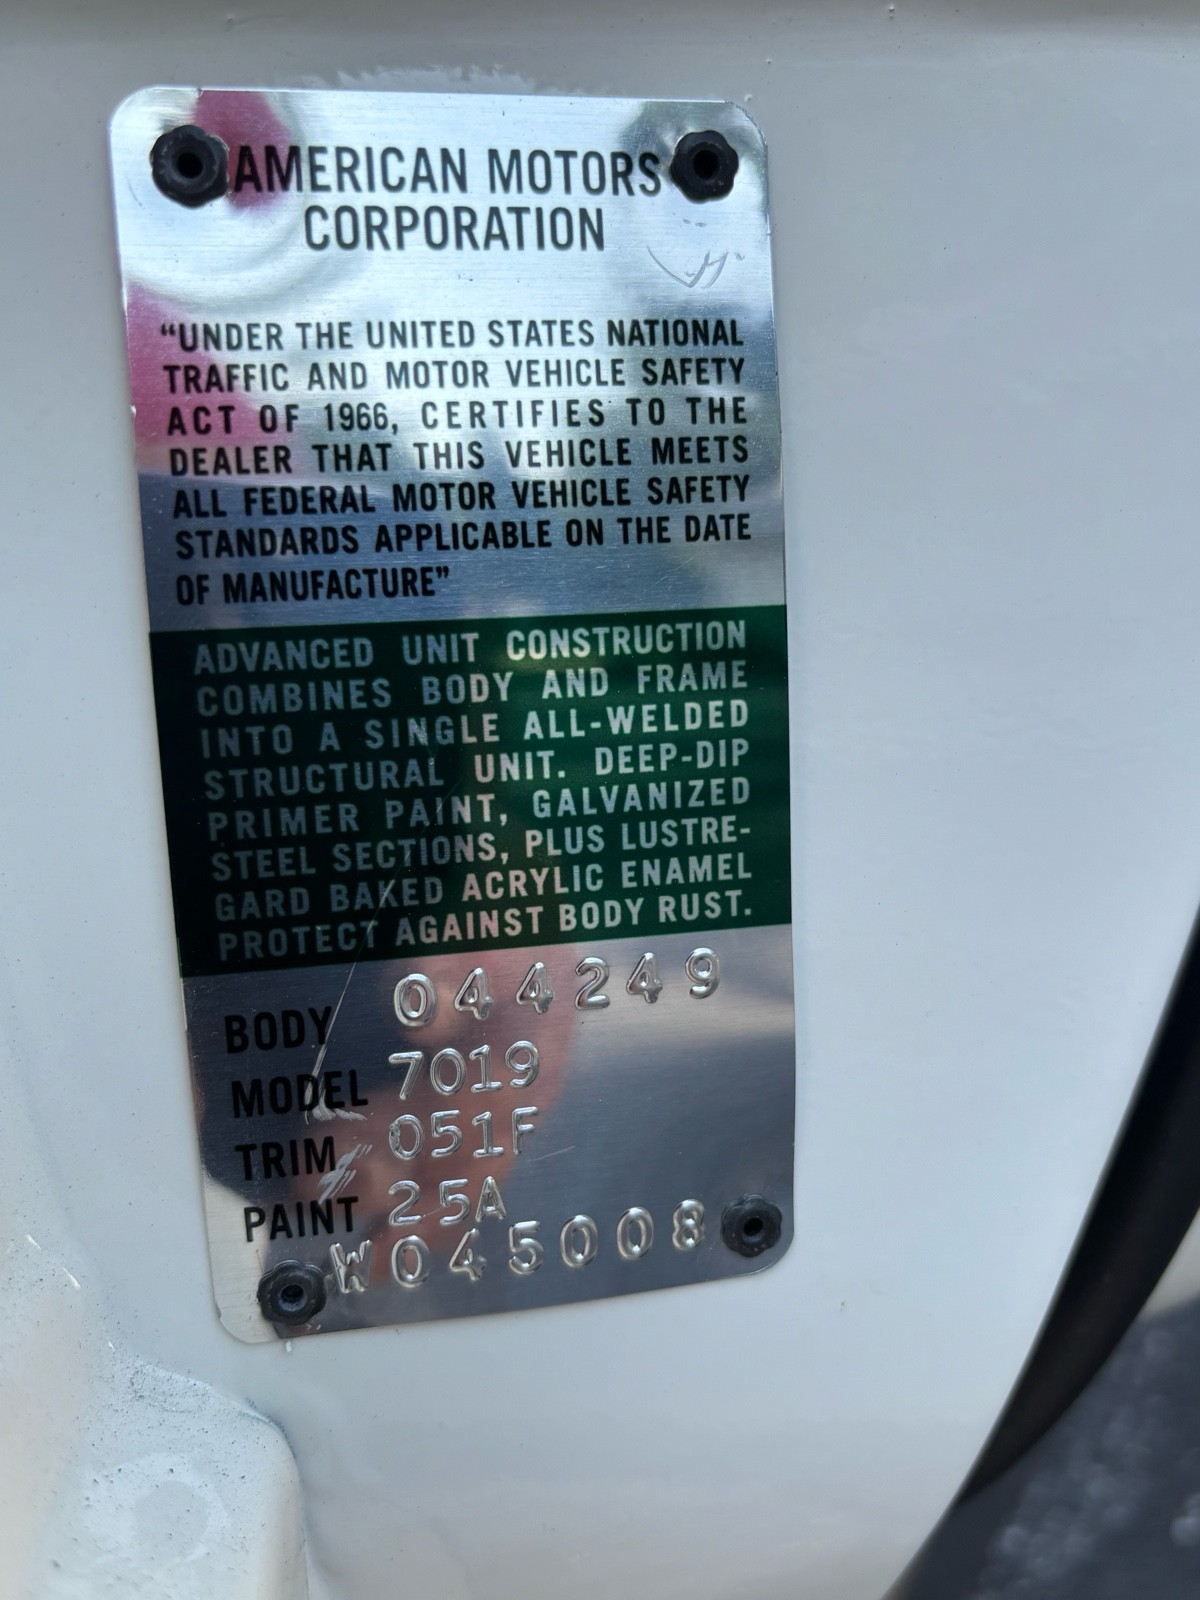 AMERICAN MOTORS
CORPORATION
“UNDER THE UNITED STATES NATIONAL
TRAFFIC AND MOTOR VEHICLE SAFETY
ACT OF 1966, CERTIFIES TO THE
DEALER THAT THIS VEHICLE MEETS
ALL FEDERAL MOTOR VEHICLE SAFETY
STANDARDS APPLICABLE ON THE DATE
OF MANUFACTURE”
ADVANCED UNIT CONSTRUCTION
COMBINES BODY AND FRAME
INTO A SINGLE ALL-WELDED
STRUCTURAL UNIT. DEEP-DIP
PRIMER PAINT, GALVANIZED
STEEL SECTIONS, PLUS LUSTRE-
GARD BAKED ACRYLIC ENAMEL
PROTECT AGAINST BODY RUST.
BODY 044249
MODEL 7019
TRIM 051F
PAINT 25A
W045008